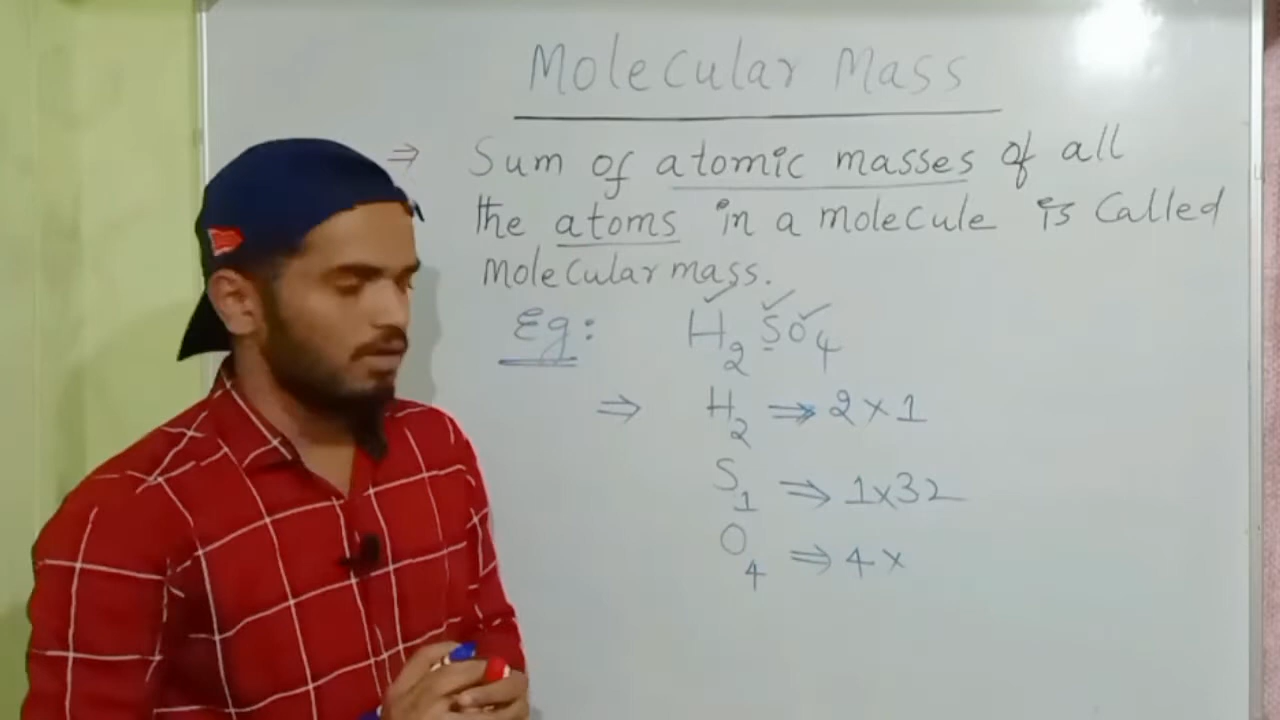 Molecular Mass
⇒ Sum of atomic masses of all
the atoms in a molecule is Called
molecular mass.
Eg: H₂SO₄
⇒ H₂ ⇒ 2×1
S₁ ⇒ 1×32
O₄ ⇒ 4×